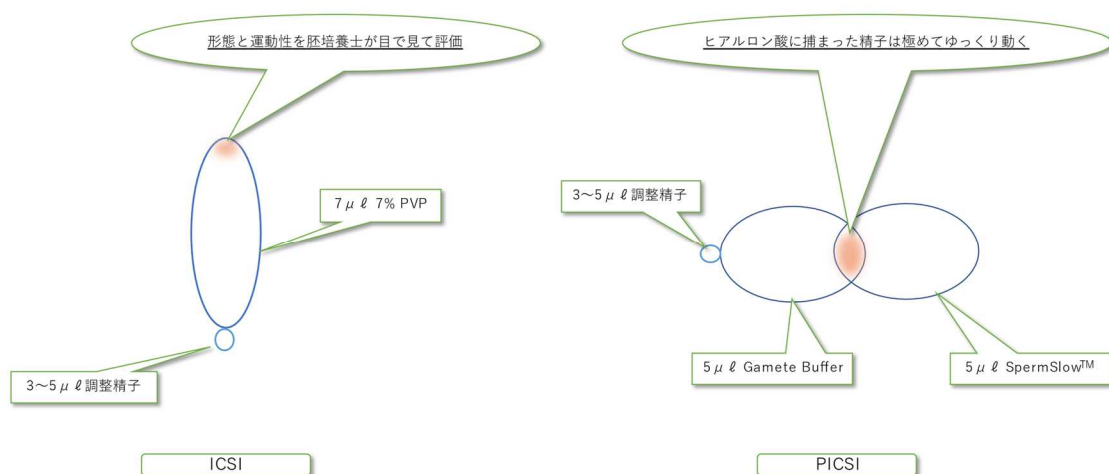 形態と運動性を胚培養士が目で見て評価
7μℓ 7% PVP
3～5μℓ調整精子
ICSI
ヒアルロン酸に捕まった精子は極めてゆっくり動く
3～5μℓ調整精子
5μℓ Gamete Buffer
5μℓ SpermSlow™
PICSI